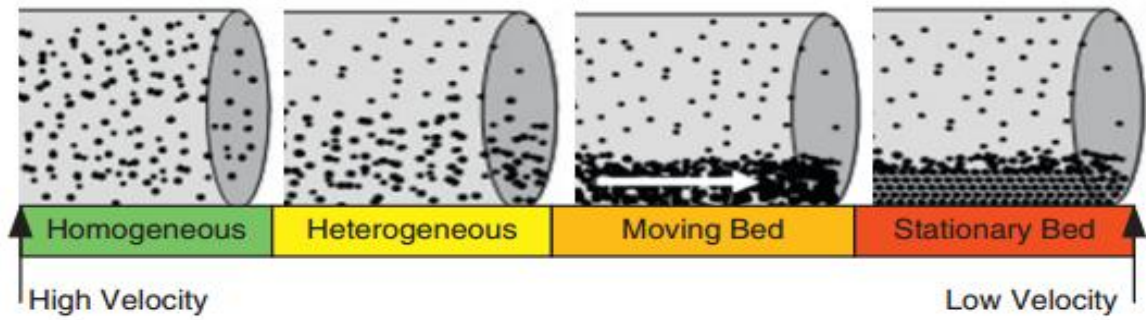 Homogeneous Heterogeneous Moving Bed Stationary Bed
High Velocity Low Velocity